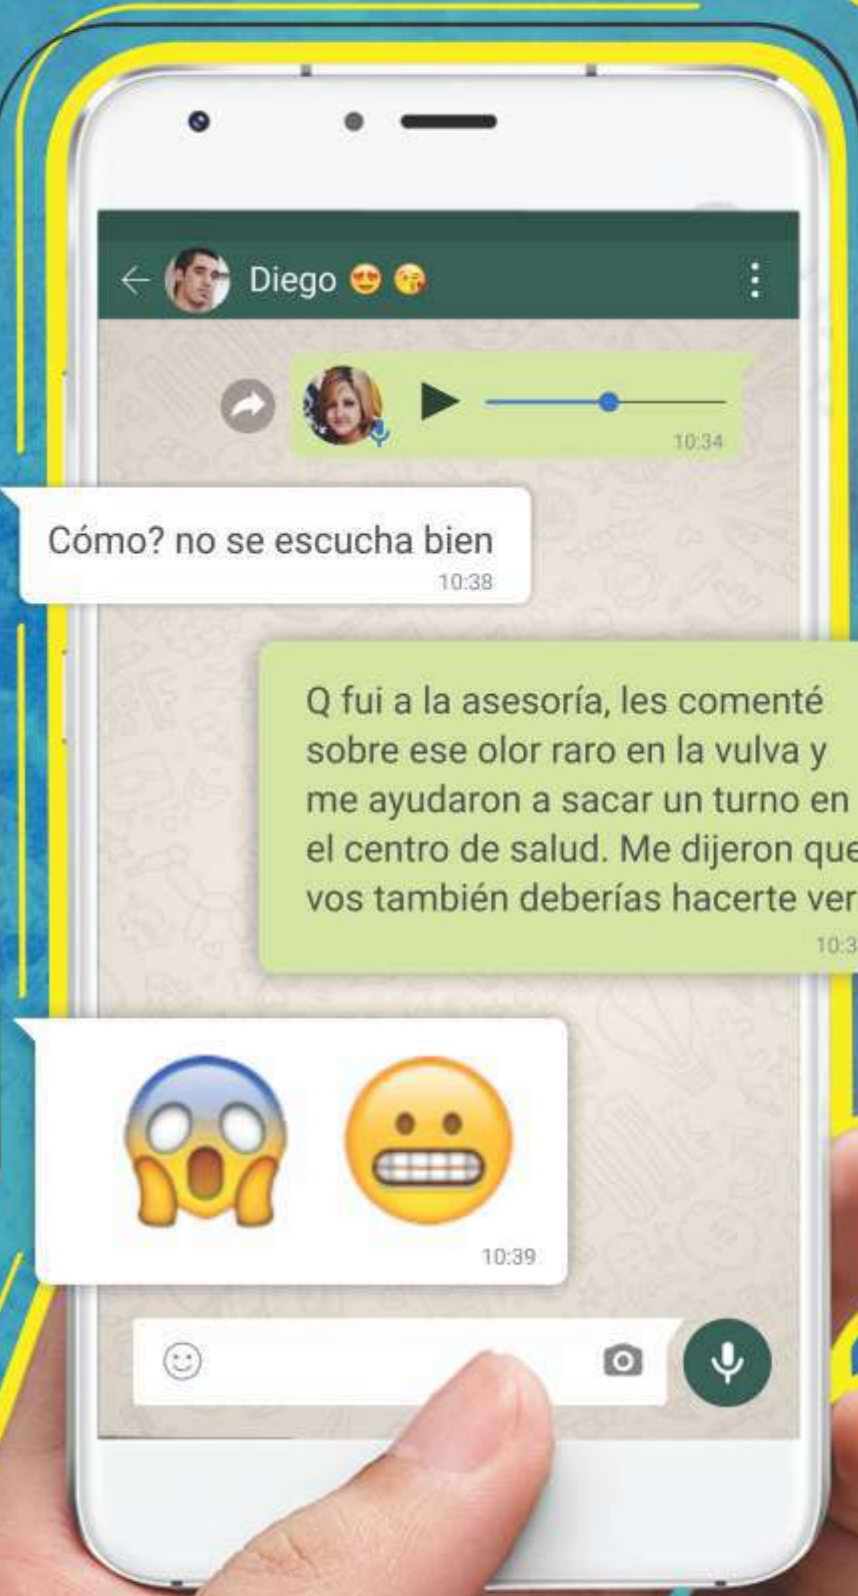 Diego 😍 😘
10:34
Cómo? no se escucha bien
10:38
Q fui a la asesoría, les comenté
sobre ese olor raro en la vulva y
me ayudaron a sacar un turno en
el centro de salud. Me dijeron que
vos también deberías hacerte ver
10:3
😱 😬
10:39